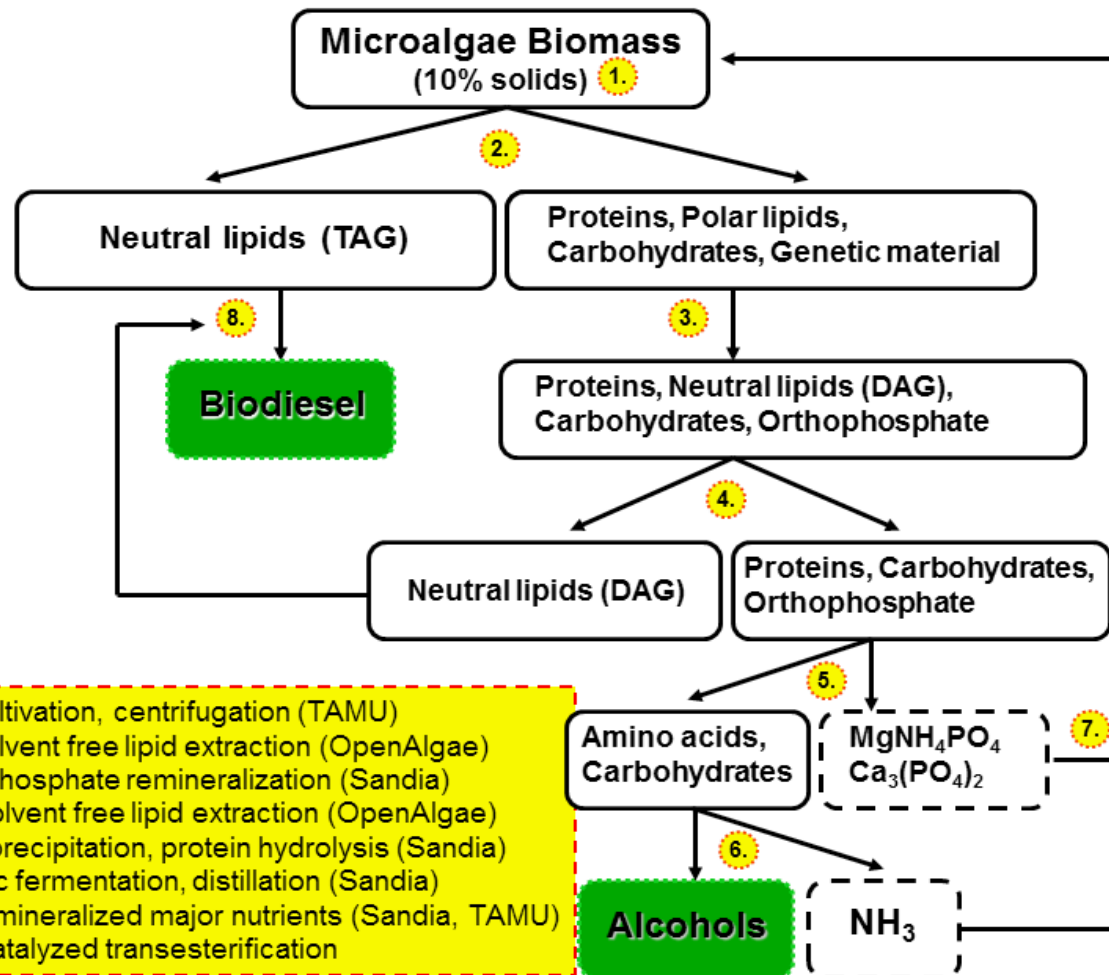 Microalgae Biomass
(10% solids) 1.
2.
Neutral lipids (TAG)
Proteins, Polar lipids,
Carbohydrates, Genetic material
8.
3.
Biodiesel
Proteins, Neutral lipids (DAG),
Carbohydrates, Orthophosphate
4.
Neutral lipids (DAG)
Proteins, Carbohydrates,
Orthophosphate
5.
Amino acids,
Carbohydrates
MgNH₄PO₄
Ca₃(PO₄)₂
7.
6.
Alcohols
NH₃
ltivation, centrifugation (TAMU)
lvent free lipid extraction (OpenAlgae)
hosphate remineralization (Sandia)
olvent free lipid extraction (OpenAlgae)
precipitation, protein hydrolysis (Sandia)
c fermentation, distillation (Sandia)
mineralized major nutrients (Sandia, TAMU)
atalyzed transesterification